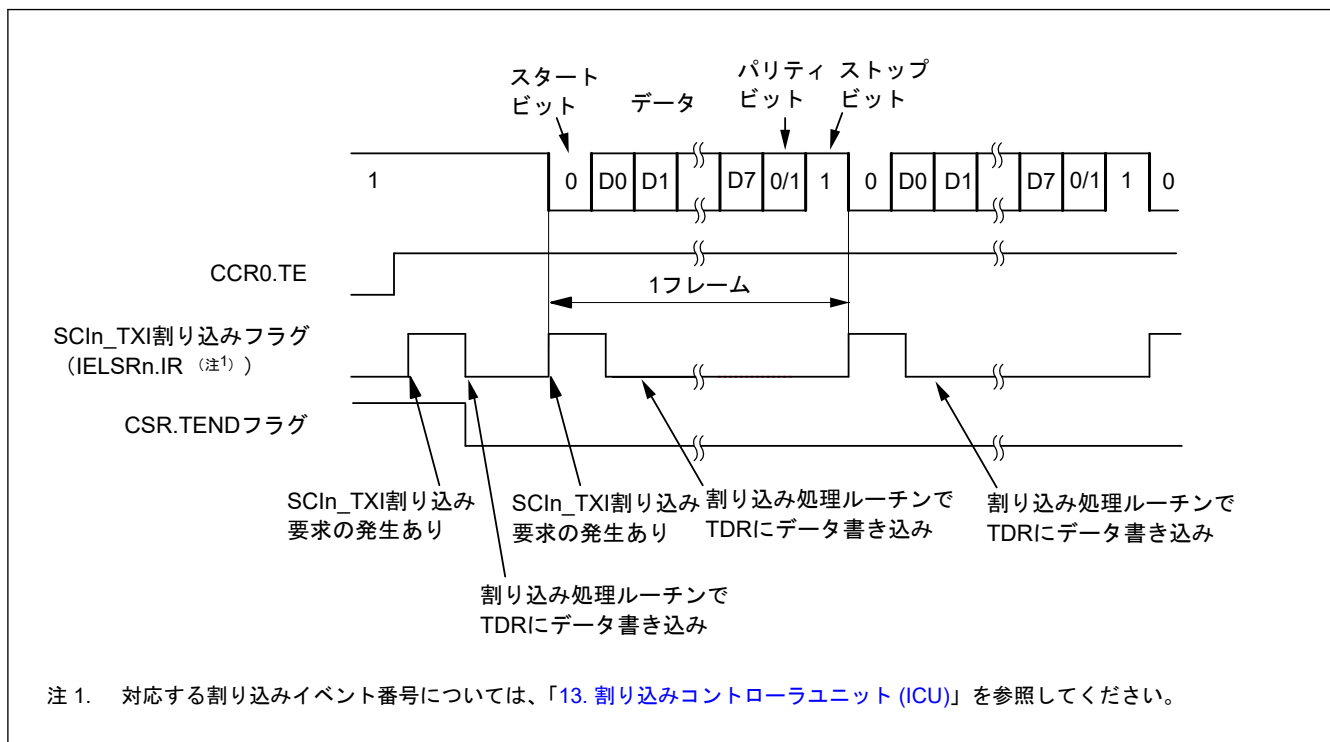 スタート
ビット
データ
パリティ
ビット
ストップ
ビット
1 0 D0 D1 D7 0/1 1 0 D0 D1 D7 0/1 1 0
CCR0.TE
1フレーム
SCIn_TXI割り込みフラグ
（IELSRn.IR （注1））
CSR.TENDフラグ
SCIn_TXI割り込み
要求の発生あり
SCIn_TXI割り込み
要求の発生あり
割り込み処理ルーチンで
TDRにデータ書き込み
割り込み処理ルーチンで
TDRにデータ書き込み
割り込み処理ルーチンで
TDRにデータ書き込み
注 1. 対応する割り込みイベント番号については、「13. 割り込みコントローラユニット (ICU)」を参照してください。